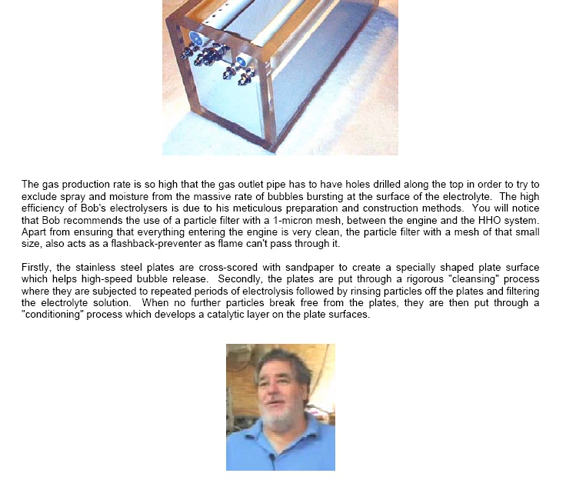 The gas production rate is so high that the gas outlet pipe has to have holes drilled along the top in order to try to
exclude spray and moisture from the massive rate of bubbles bursting at the surface of the electrolyte. The high
efficiency of Bob's electrolysers is due to his meticulous preparation and construction methods. You will notice
that Bob recommends the use of a particle filter with a 1-micron mesh, between the engine and the HHO system.
Apart from ensuring that everything entering the engine is very clean, the particle filter with a mesh of that small
size, also acts as a flashback-preventer as flame can't pass through it.
Firstly, the stainless steel plates are cross-scored with sandpaper to create a specially shaped plate surface
which helps high-speed bubble release. Secondly, the plates are put through a rigorous "cleansing" process
where they are subjected to repeated periods of electrolysis followed by rinsing particles off the plates and filtering
the electrolyte solution. When no further particles break free from the plates, they are then put through a
"conditioning" process which develops a catalytic layer on the plate surfaces.